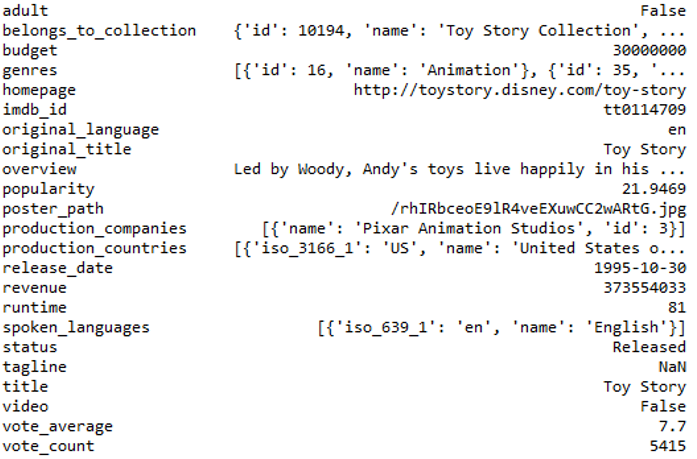 adult False
belongs_to_collection {'id': 10194, 'name': 'Toy Story Collection', ...
budget 30000000
genres [{'id': 16, 'name': 'Animation'}, {'id': 35, '...
homepage http://toystory.disney.com/toy-story
imdb_id tt0114709
original_language en
original_title Toy Story
overview Led by Woody, Andy's toys live happily in his ...
popularity 21.9469
poster_path /rhIRbceoE9lR4veEXuwCC2wARtG.jpg
production_companies [{'name': 'Pixar Animation Studios', 'id': 3}]
production_countries [{'iso_3166_1': 'US', 'name': 'United States o...
release_date 1995-10-30
revenue 373554033
runtime 81
spoken_languages [{'iso_639_1': 'en', 'name': 'English'}]
status Released
tagline NaN
title Toy Story
video False
vote_average 7.7
vote_count 5415